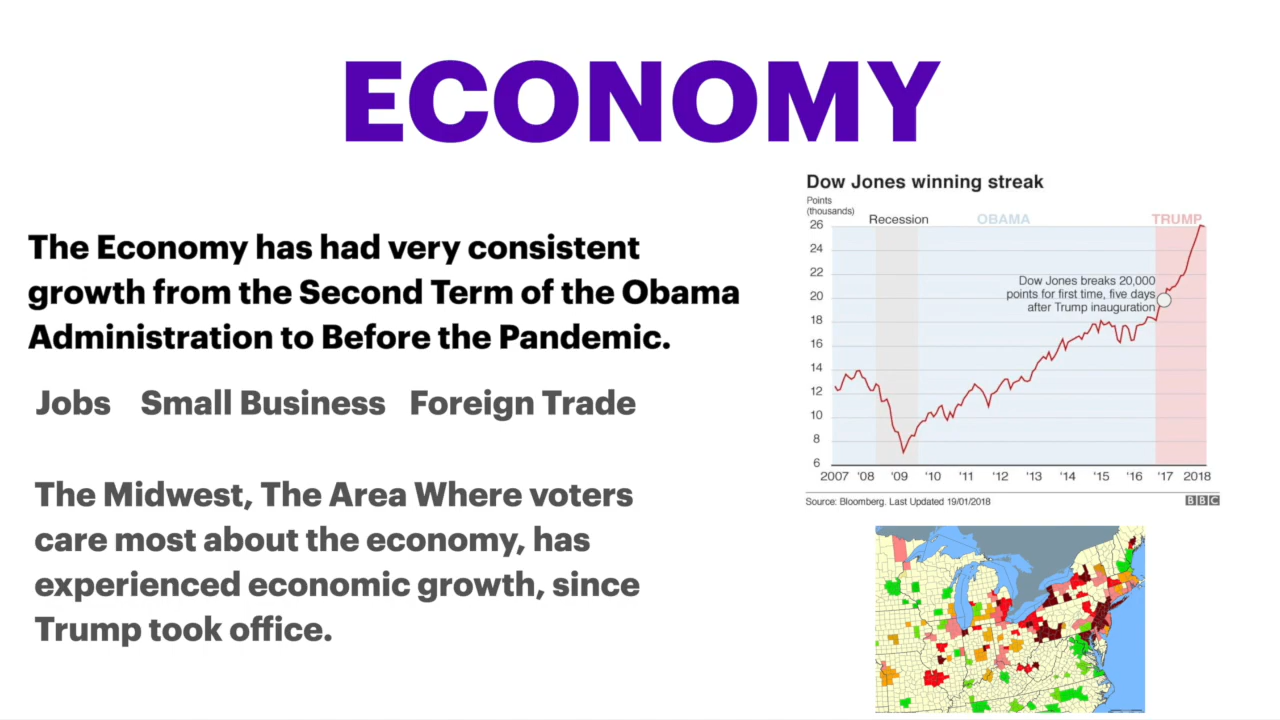 ECONOMY
The Economy has had very consistent
growth from the Second Term of the Obama
Administration to Before the Pandemic.
Jobs Small Business Foreign Trade
The Midwest, The Area Where voters
care most about the economy, has
experienced economic growth, since
Trump took office.
Dow Jones winning streak
Points
(thousands)
Recession
OBAMA
TRUMP
26
24
22
20
18
16
14
12
10
8
6
Dow Jones breaks 20,000
points for first time, five days
after Trump inauguration
2007 '08 '09 '10 '11 '12 '13 '14 '15 '16 '17 2018
Source: Bloomberg. Last Updated 19/01/2018
BBC